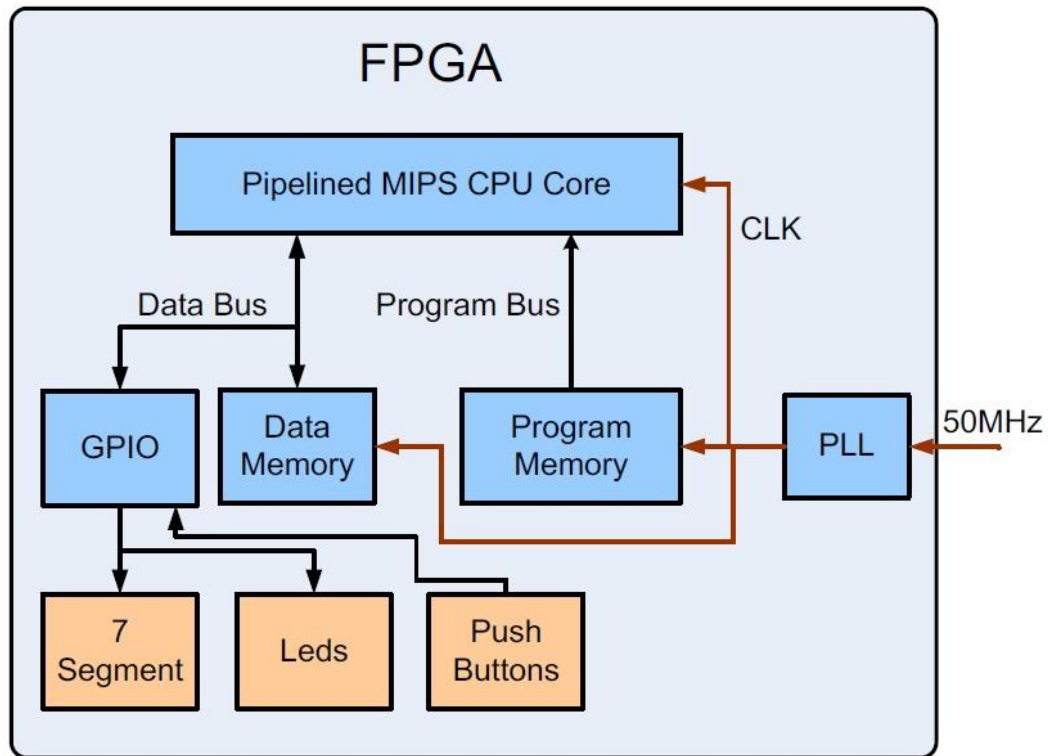 FPGA
Pipelined MIPS CPU Core
CLK
Data Bus
Program Bus
GPIO
Data
Memory
Program
Memory
PLL
50MHz
7
Segment
Leds
Push
Buttons